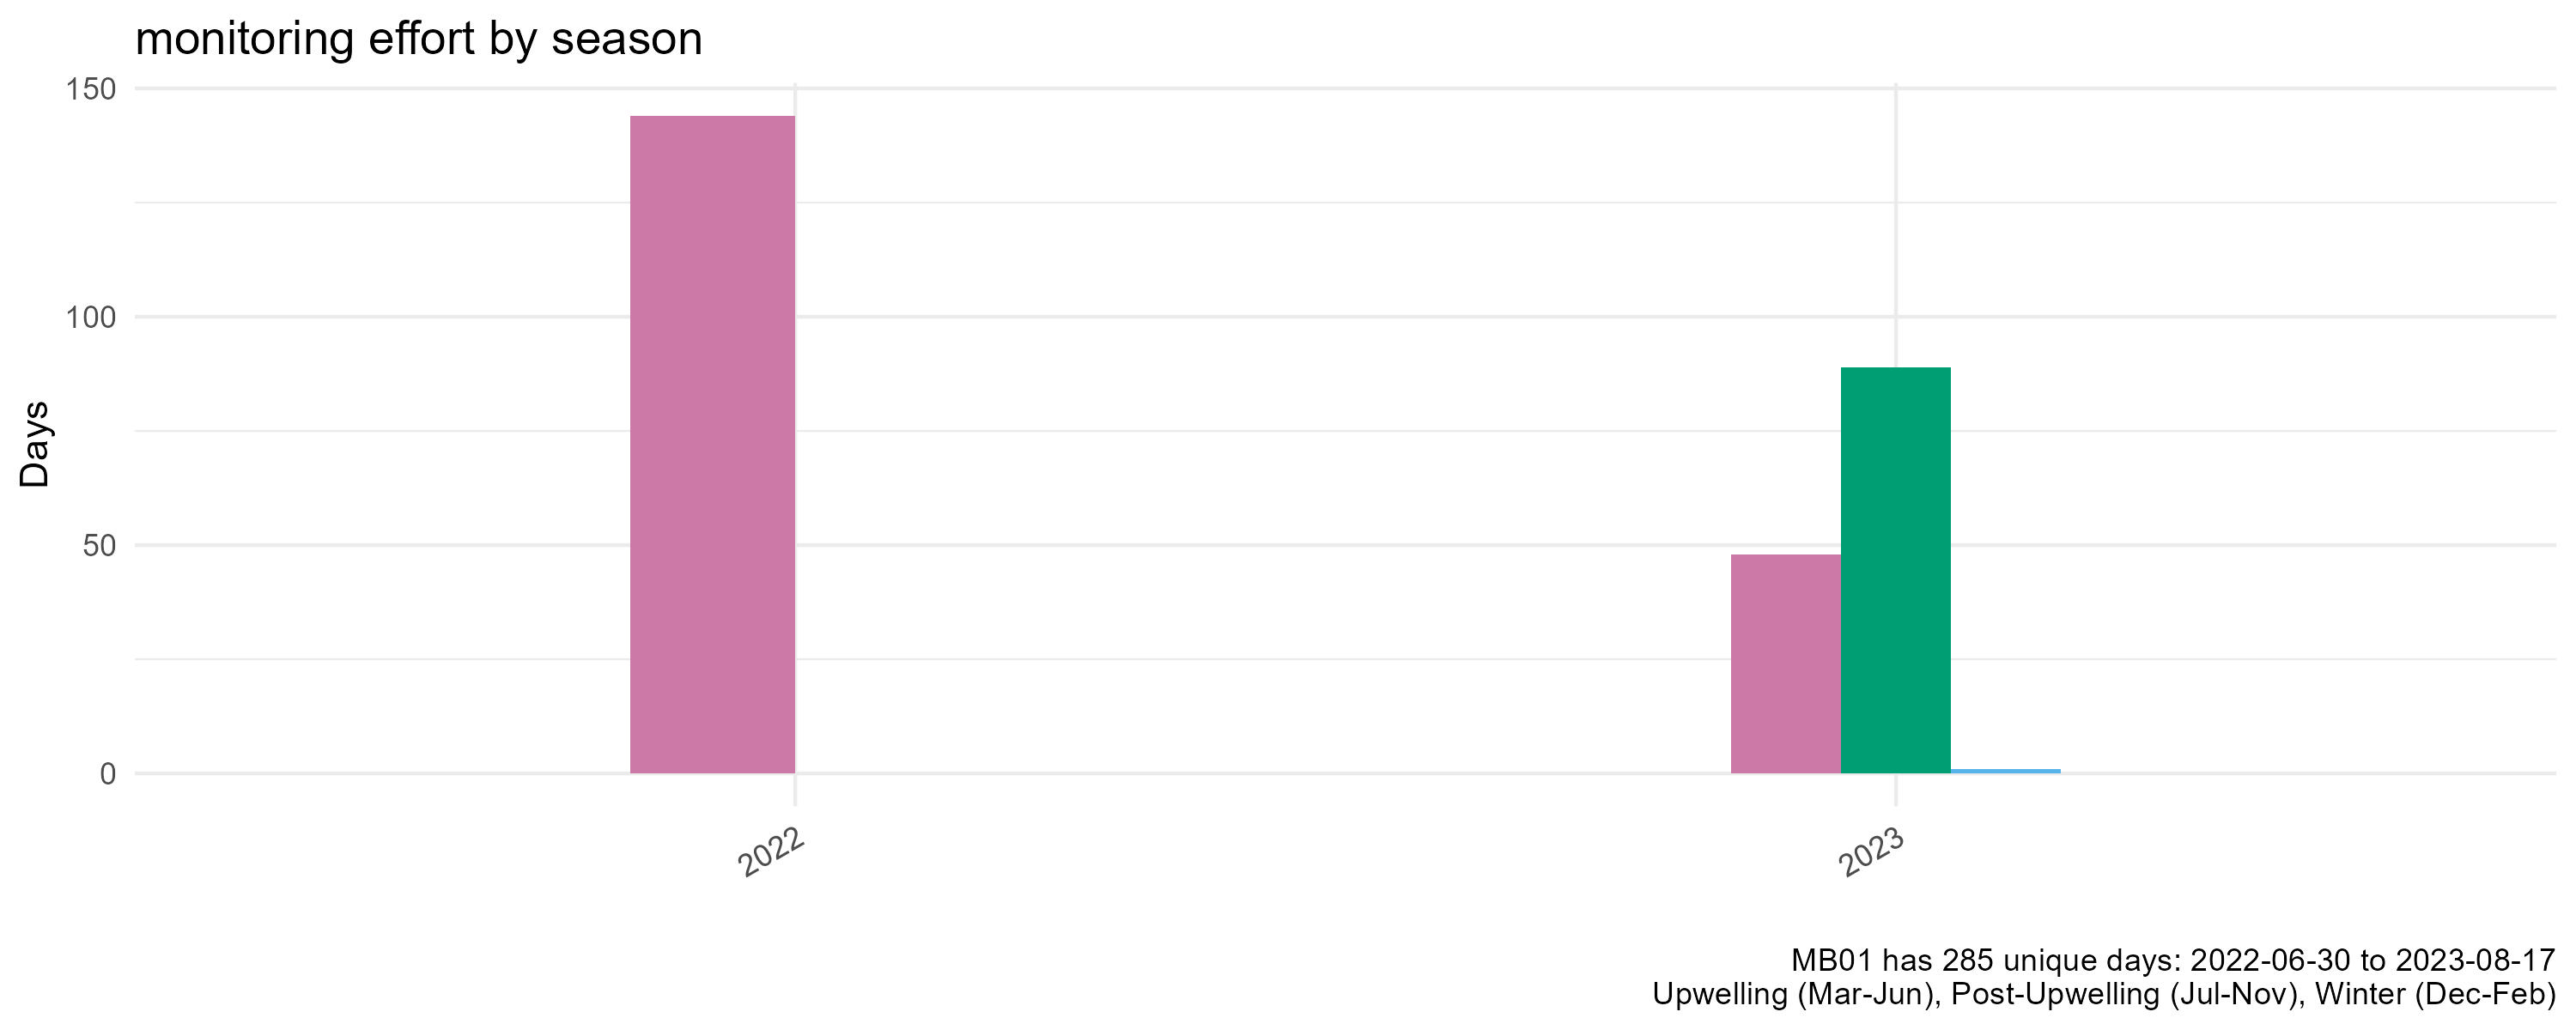 monitoring effort by season
150
100
50
0
Days
2022
2023
MB01 has 285 unique days: 2022-06-30 to 2023-08-17
Upwelling (Mar-Jun), Post-Upwelling (Jul-Nov), Winter (Dec-Feb)